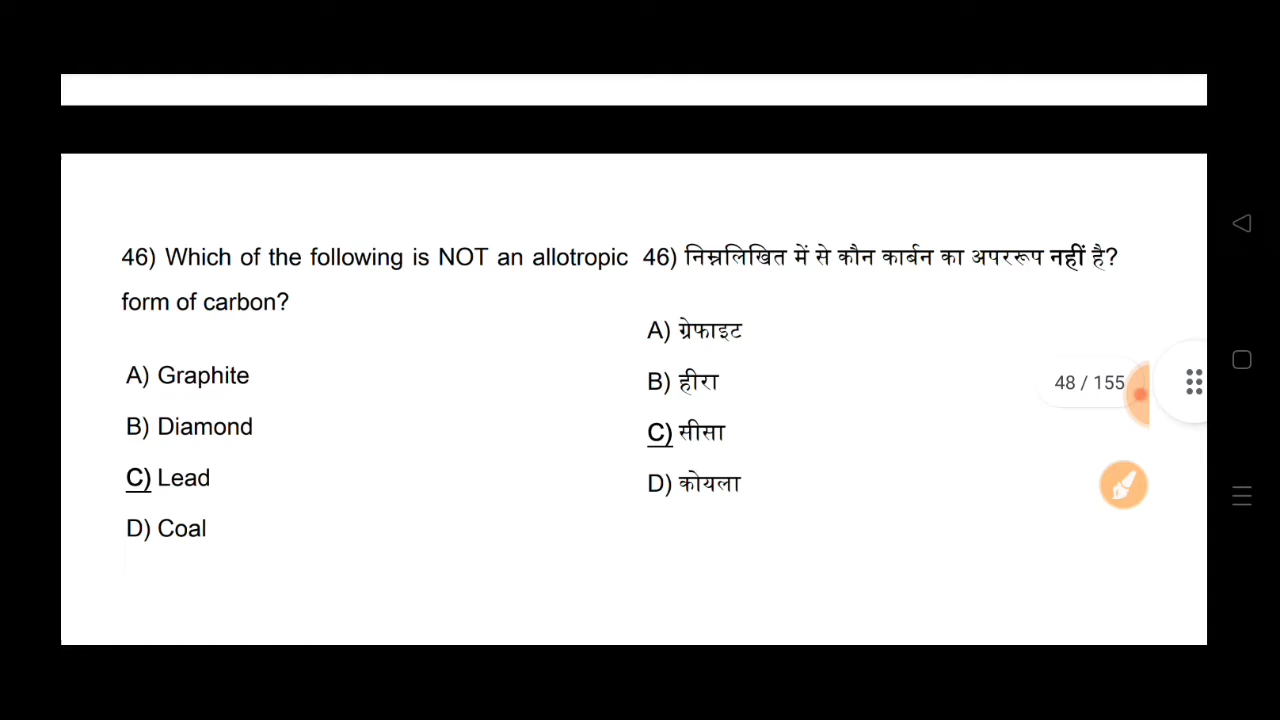 46) Which of the following is NOT an allotropic
form of carbon?
A) Graphite
B) Diamond
C) Lead
D) Coal
46) निम्नलिखित में से कौन कार्बन का अपररूप नहीं है?
A) ग्रेफाइट
B) हीरा
C) सीसा
D) कोयला
48 / 155